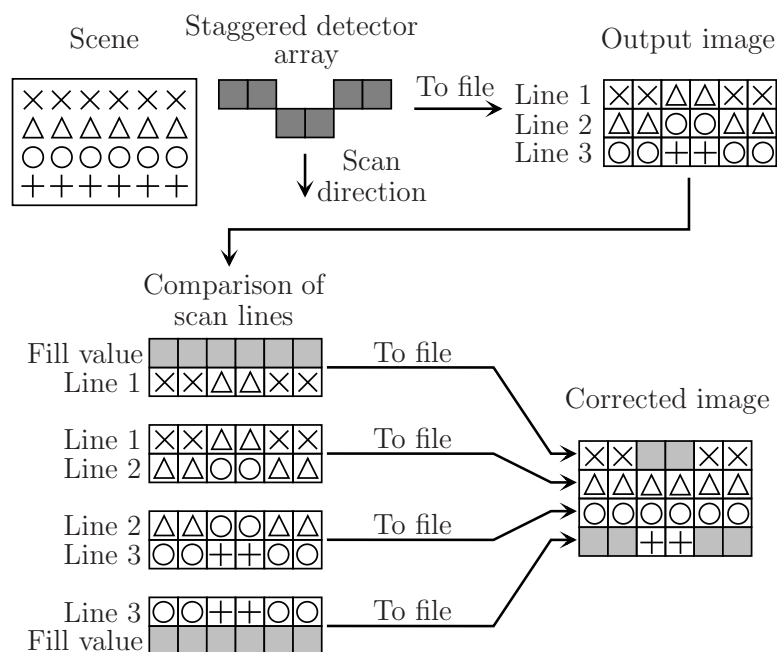 Scene
Staggered detector
array
Output image
To file
Line 1
Line 2
Line 3
Scan
direction
Comparison of
scan lines
Fill value
Line 1
To file
Line 1
Line 2
To file
Line 2
Line 3
To file
Line 3
Fill value
To file
Corrected image